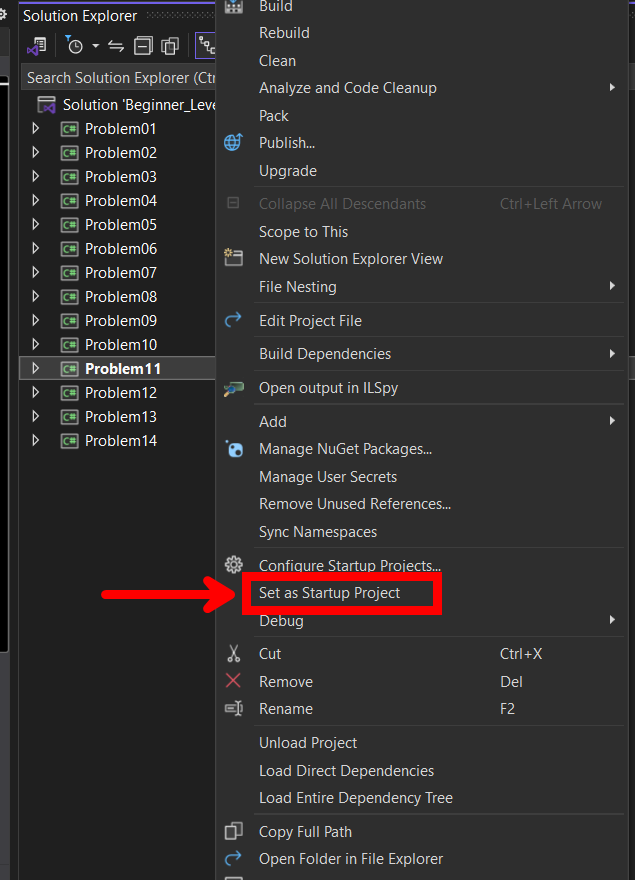 Solution Explorer
Search Solution Explorer (Ctr
Solution 'Beginner_Leve
C# Problem01
C# Problem02
C# Problem03
C# Problem04
C# Problem05
C# Problem06
C# Problem07
C# Problem08
C# Problem09
C# Problem10
C# Problem11
C# Problem12
C# Problem13
C# Problem14
Build
Rebuild
Clean
Analyze and Code Cleanup
Pack
Publish...
Upgrade
Collapse All Descendants Ctrl+Left Arrow
Scope to This
New Solution Explorer View
File Nesting
Edit Project File
Build Dependencies
Open output in ILSpy
Add
Manage NuGet Packages...
Manage User Secrets
Remove Unused References...
Sync Namespaces
Configure Startup Projects...
Set as Startup Project
Debug
Cut Ctrl+X
Remove Del
Rename F2
Unload Project
Load Direct Dependencies
Load Entire Dependency Tree
Copy Full Path
Open Folder in File Explorer